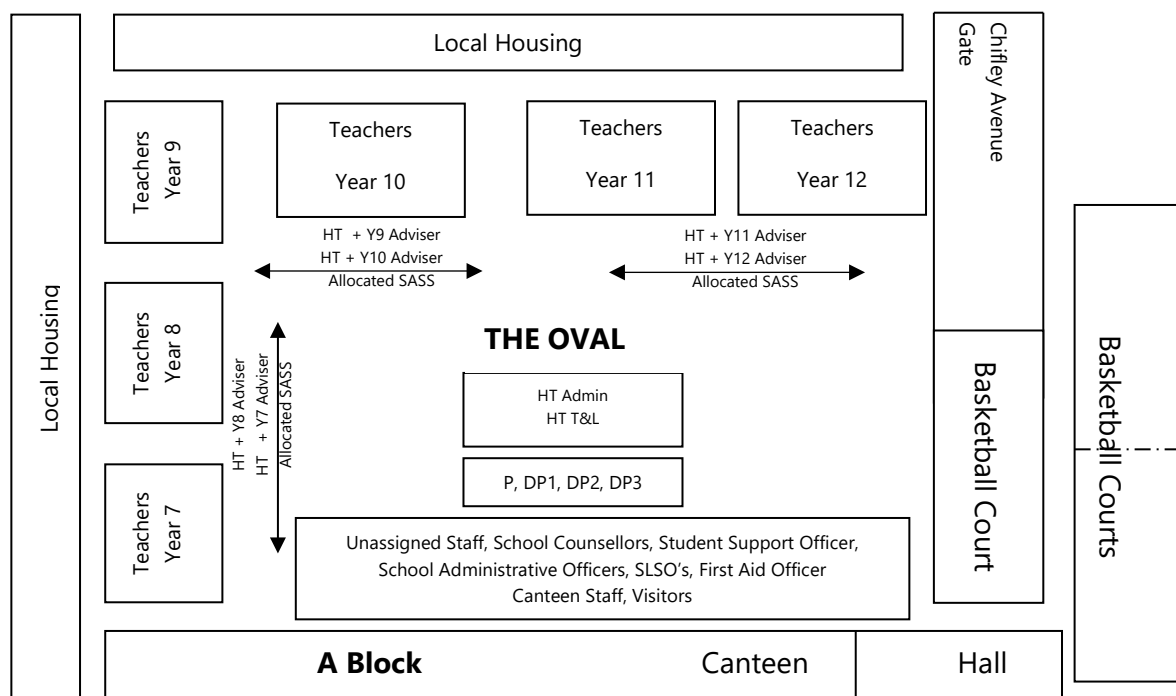 Local Housing
Chifley Avenue
Gate
Local Housing
Teachers
Year 9
Teachers
Year 10
Teachers
Year 11
Teachers
Year 12
HT + Y9 Adviser
HT + Y10 Adviser
Allocated SASS
HT + Y11 Adviser
HT + Y12 Adviser
Allocated SASS
Teachers
Year 8
HT + Y8 Adviser
HT + Y7 Adviser
Allocated SASS
THE OVAL
HT Admin
HT T&L
P, DP1, DP2, DP3
Basketball Court
Basketball Courts
Teachers
Year 7
Unassigned Staff, School Counsellors, Student Support Officer,
School Administrative Officers, SLSO's, First Aid Officer
Canteen Staff, Visitors
A Block
Canteen
Hall